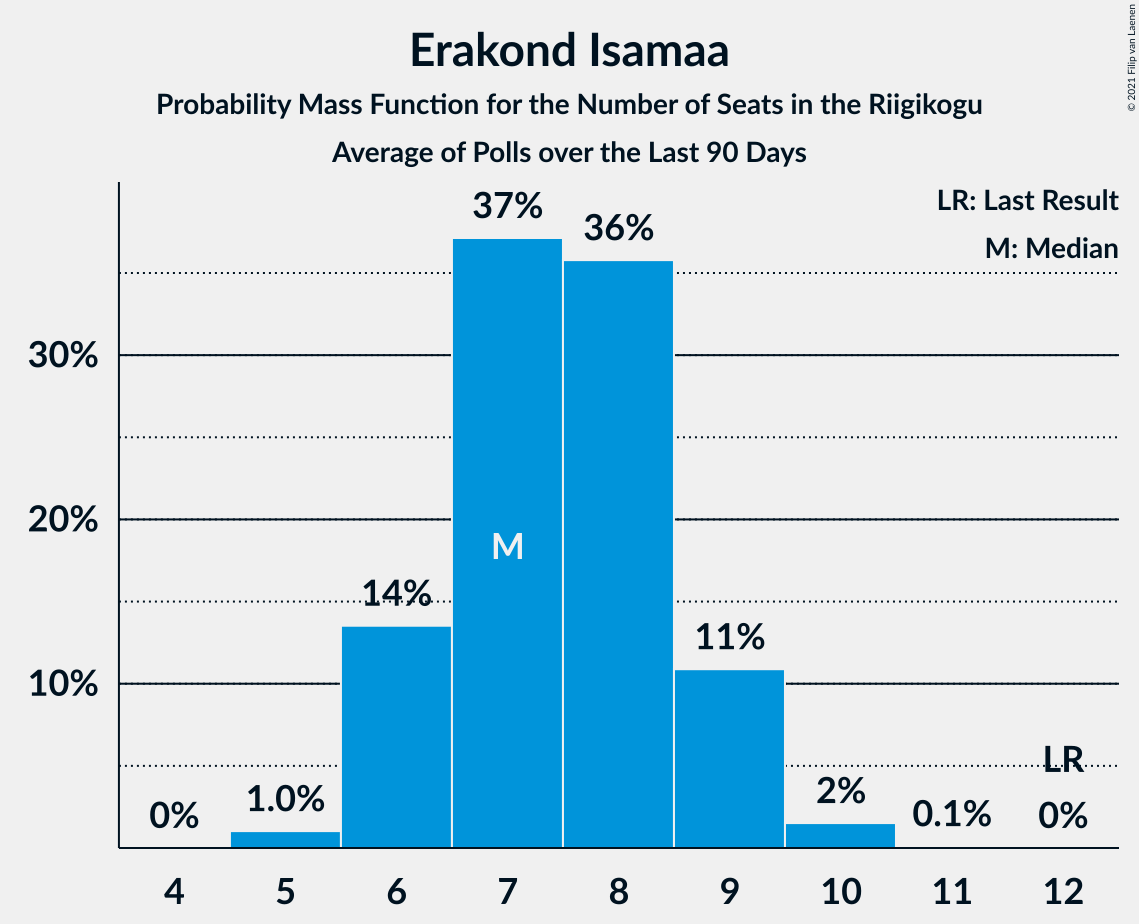 Erakond Isamaa
Probability Mass Function for the Number of Seats in the Riigikogu
Average of Polls over the Last 90 Days
© 2021 Filip van Laenen
LR: Last Result
M: Median
37%
36%
30%
20%
M
14%
11%
10%
LR
0%
1.0%
2%
0.1%
0%
4 5 6 7 8 9 10 11 12